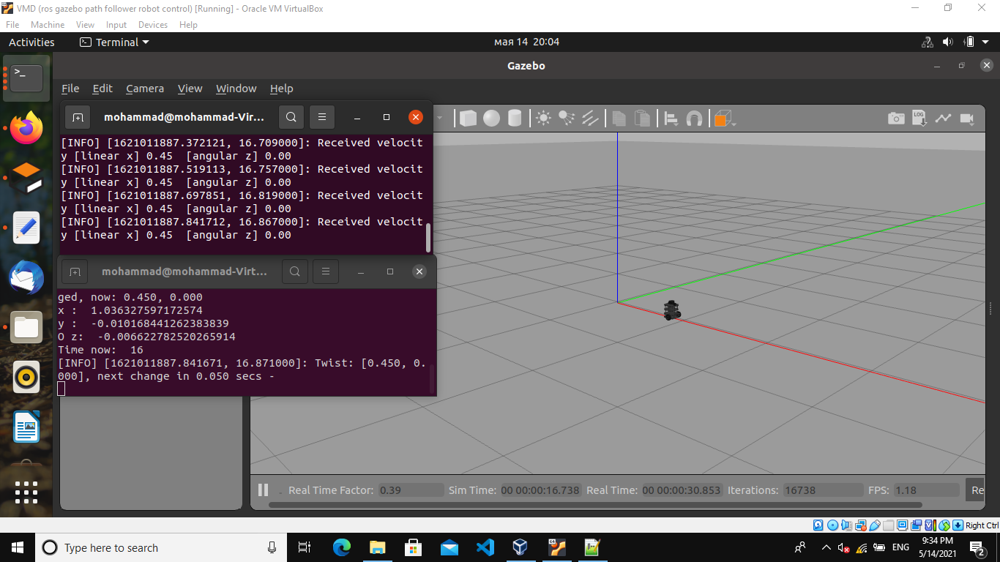 VMD (ros gazebo path follower robot control) [Running] - Oracle VM VirtualBox
File Machine View Input Devices Help
Activities Terminal мая 14 20:04
Gazebo
File Edit Camera View Window Help
mohammad@mohammad-Vir...
LOG
[INFO] [1621011887.372121, 16.709000]: Received velocit
y [linear x] 0.45 [angular z] 0.00
[INFO] [1621011887.519113, 16.757000]: Received velocit
y [linear x] 0.45 [angular z] 0.00
[INFO] [1621011887.697851, 16.819000]: Received velocit
y [linear x] 0.45 [angular z] 0.00
[INFO] [1621011887.841712, 16.867000]: Received velocit
y [linear x] 0.45 [angular z] 0.00
mohammad@mohammad-Virt...
ged, now: 0.450, 0.000
x : 1.036327597172574
y : -0.010168441262383839
O z: -0.006622782520265914
Time now: 16
[INFO] [1621011887.841671, 16.871000]: Twist: [0.450, 0.
000], next change in 0.050 secs -
Real Time Factor: 0.39 Sim Time: 00 00:00:16.738 Real Time: 00 00:00:30.853 Iterations: 16738 FPS: 1.18 Re
Right Ctrl
Type here to search
ENG
9:34 PM
5/14/2021
2